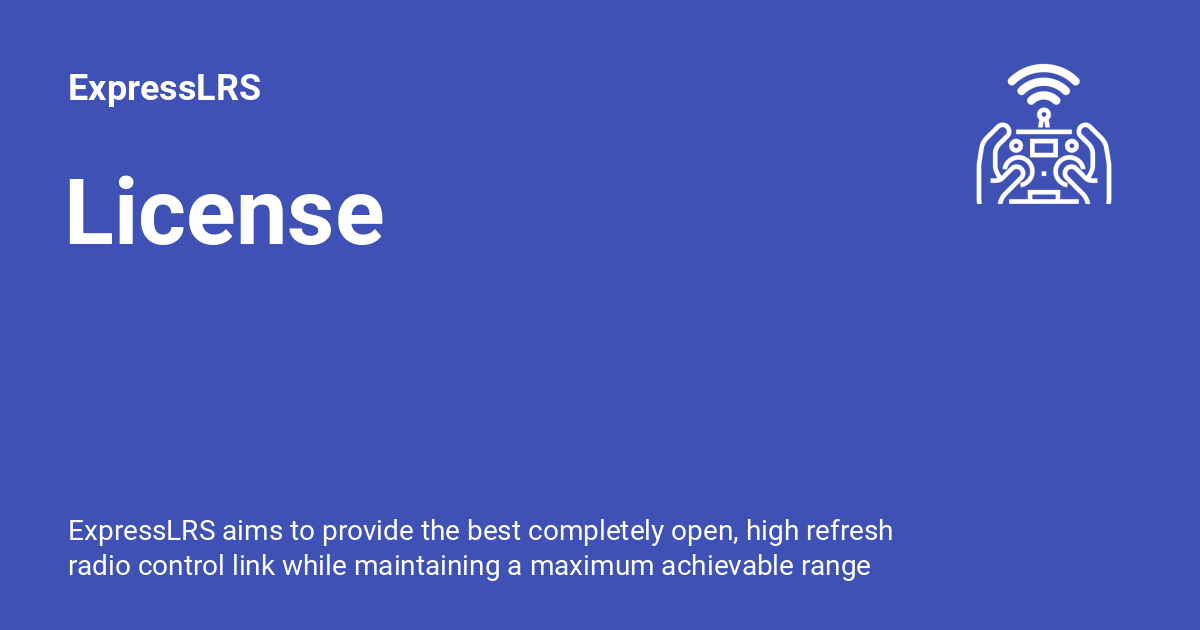 ExpressLRS
License
ExpressLRS aims to provide the best completely open, high refresh
radio control link while maintaining a maximum achievable range